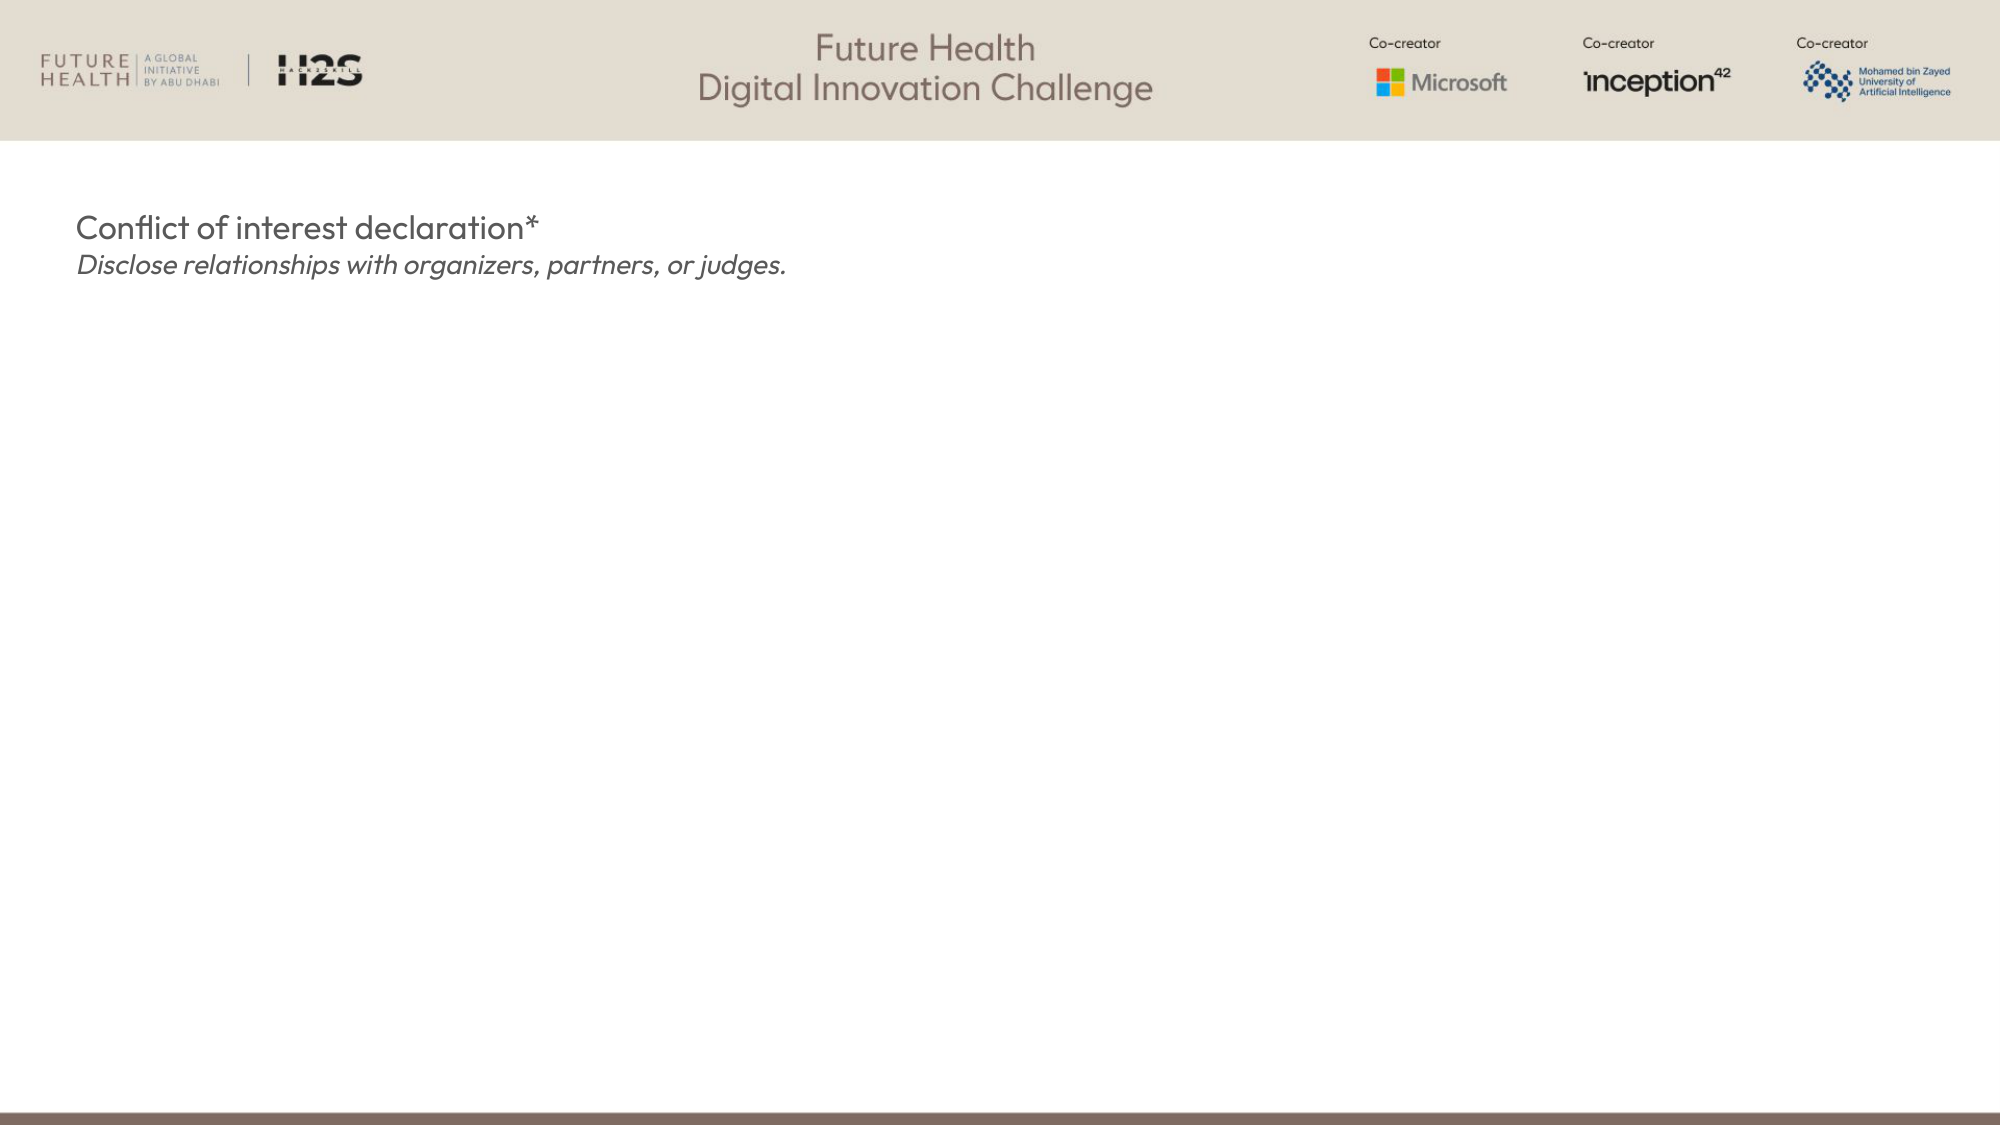 FUTURE
HEALTH
A GLOBAL
INITIATIVE
BY ABU DHABI
H2S
HACK2SKILL
Future Health
Digital Innovation Challenge
Co-creator
Microsoft
Co-creator
inception42
Co-creator
Mohamed bin Zayed
University of
Artificial Intelligence
Conflict of interest declaration*
Disclose relationships with organizers, partners, or judges.